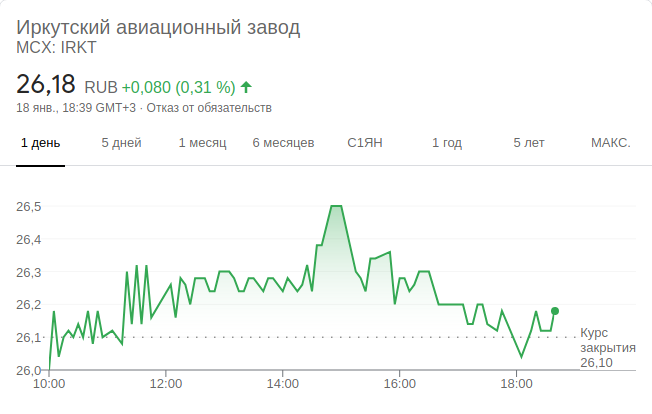 Иркутский авиационный завод
MCX: IRKT
26,18 RUB +0,080 (0,31 %)
18 янв., 18:39 GMT+3 · Отказ от обязательств
1 день 5 дней 1 месяц 6 месяцев С1ЯН 1 год 5 лет МАКС.
26,5
26,4
26,3
26,2
26,1
26,0
Курс
закрытия
26,10
10:00 12:00 14:00 16:00 18:00